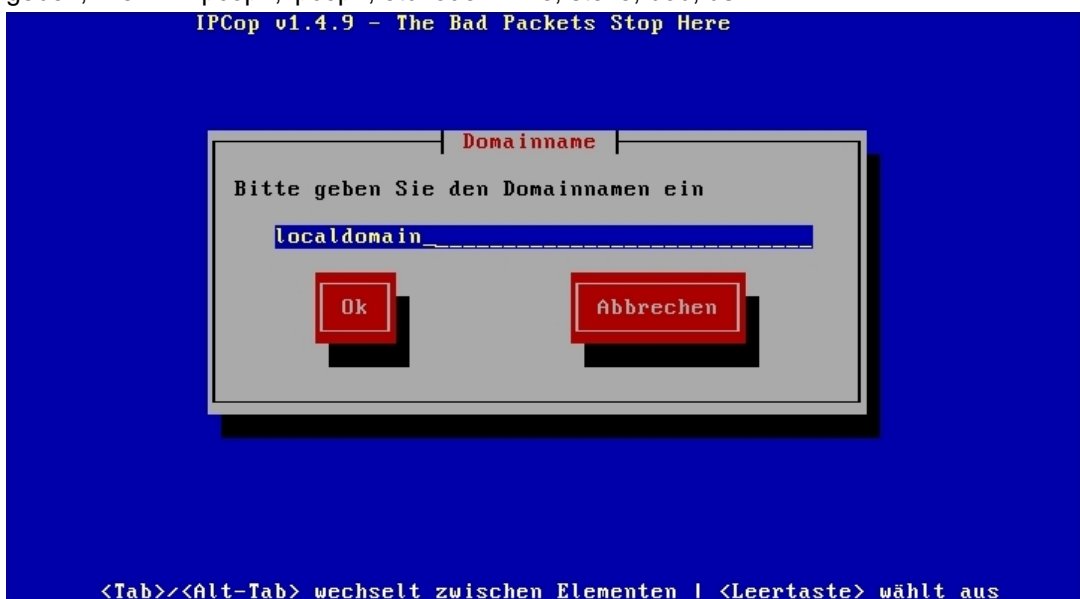 IPCop v1.4.9 - The Bad Packets Stop Here
Domainname
Bitte geben Sie den Domainnamen ein
localdomain
Ok Abbrechen
<Tab>/<Alt-Tab> wechselt zwischen Elementen | <Leertaste> wählt aus